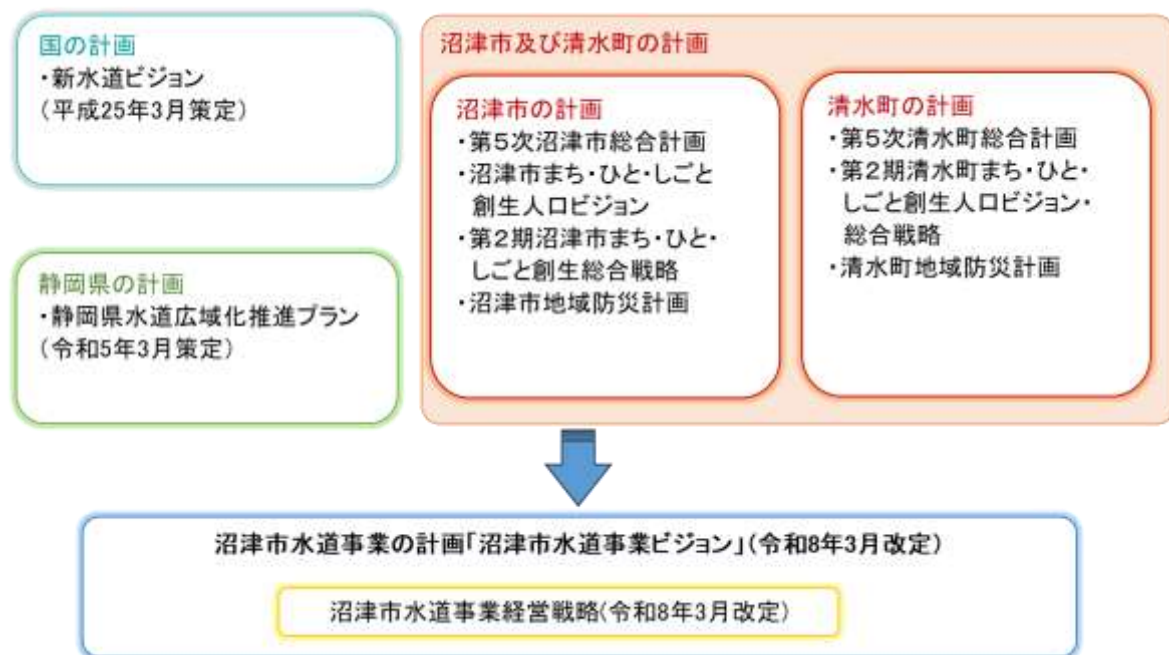 国の計画
・新水道ビジョン
(平成25年3月策定)
静岡県の計画
・静岡県水道広域化推進プラン
(令和5年3月策定)
沼津市及び清水町の計画
沼津市の計画
・第5次沼津市総合計画
・沼津市まち・ひと・しごと
創生人口ビジョン
・第2期沼津市まち・ひと・
しごと創生総合戦略
・沼津市地域防災計画
清水町の計画
・第5次清水町総合計画
・第2期清水町まち・ひと・
しごと創生人口ビジョン・
総合戦略
・清水町地域防災計画
沼津市水道事業の計画「沼津市水道事業ビジョン」(令和8年3月改定)
沼津市水道事業経営戦略(令和8年3月改定)